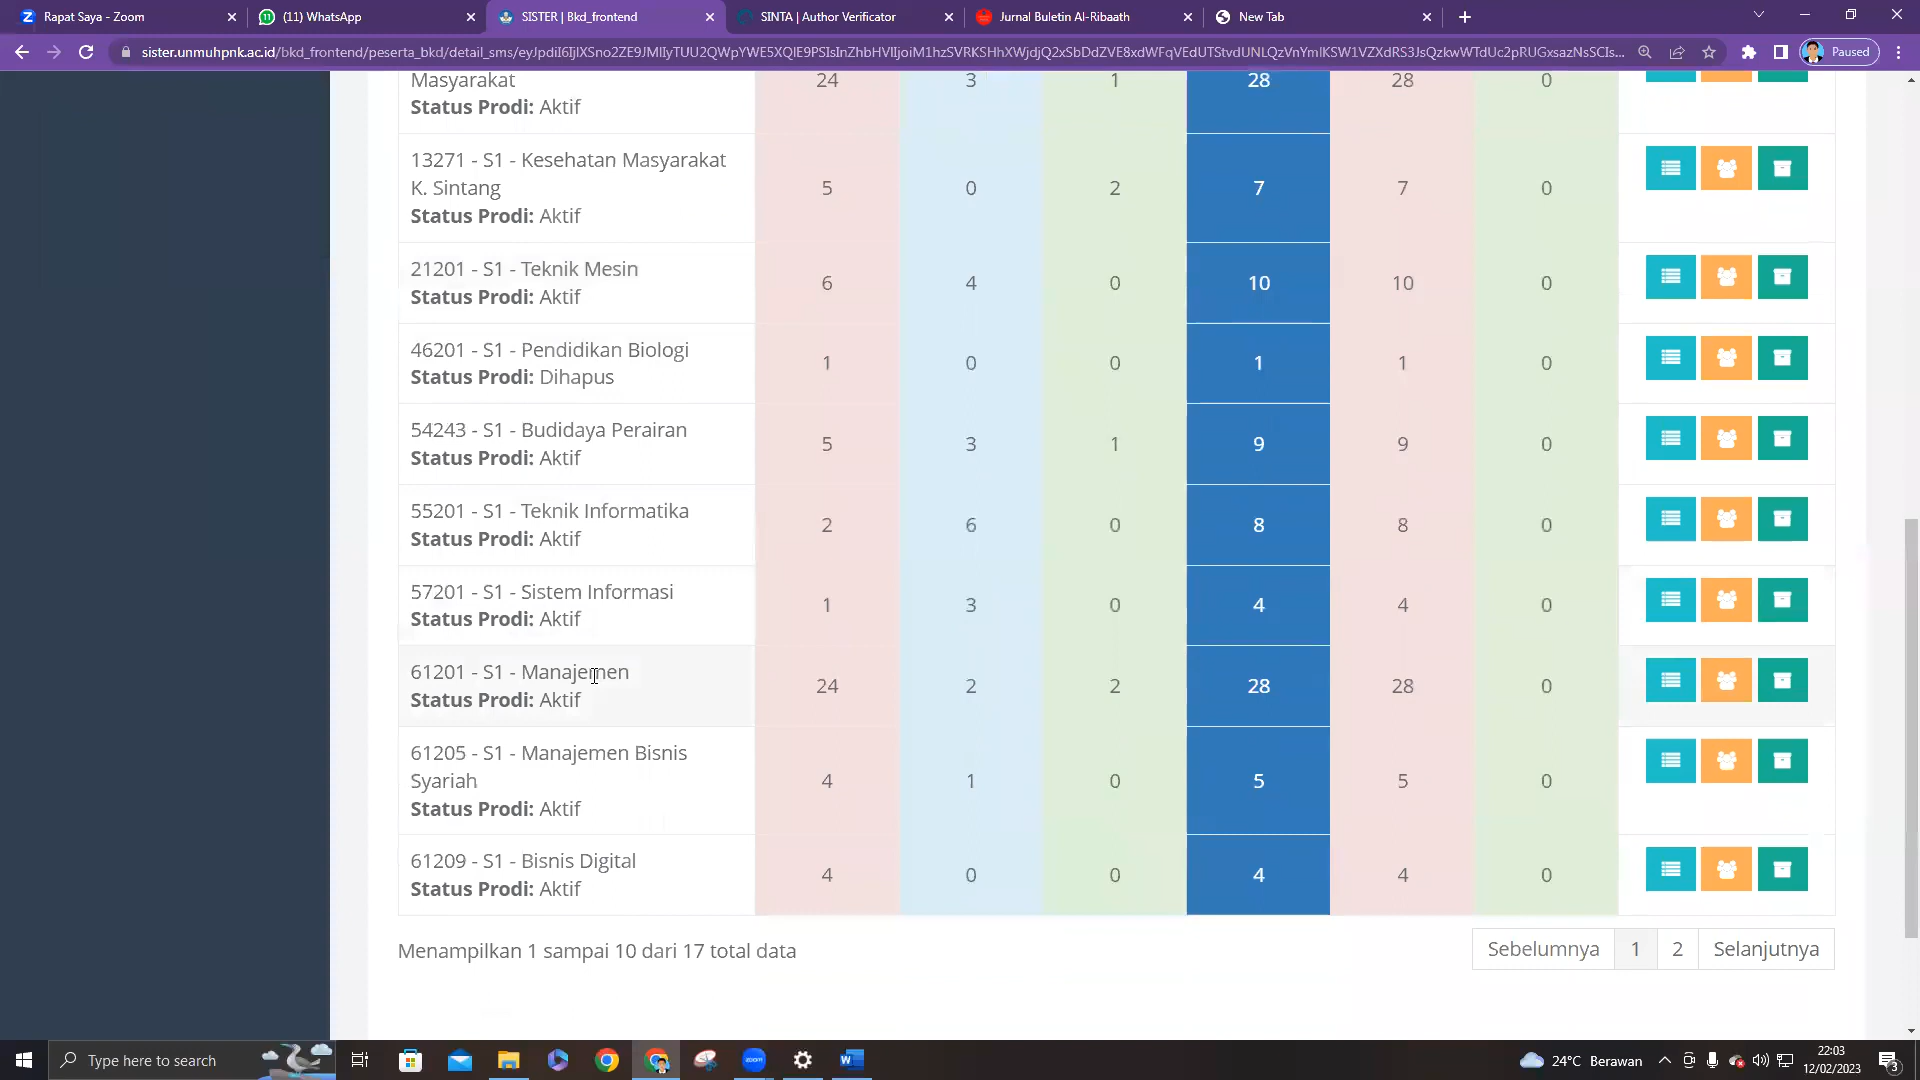 Rapat Saya - Zoom
(11) WhatsApp
SISTER | Bkd_frontend
SINTA | Author Verificator
Jurnal Buletin Al-Ribaath
New Tab
Paused
Masyarakat 24 3 1 28 28 0
Status Prodi: Aktif
13271 - S1 - Kesehatan Masyarakat
K. Sintang 5 0 2 7 7 0
Status Prodi: Aktif
21201 - S1 - Teknik Mesin
6 4 0 10 10 0
Status Prodi: Aktif
46201 - S1 - Pendidikan Biologi
1 0 0 1 1 0
Status Prodi: Dihapus
54243 - S1 - Budidaya Perairan
5 3 1 9 9 0
Status Prodi: Aktif
55201 - S1 - Teknik Informatika
2 6 0 8 8 0
Status Prodi: Aktif
57201 - S1 - Sistem Informasi
1 3 0 4 4 0
Status Prodi: Aktif
61201 - S1 - Manajemen
24 2 2 28 28 0
Status Prodi: Aktif
61205 - S1 - Manajemen Bisnis
Syariah 4 1 0 5 5 0
Status Prodi: Aktif
61209 - S1 - Bisnis Digital
4 0 0 4 4 0
Status Prodi: Aktif
Menampilkan 1 sampai 10 dari 17 total data
Sebelumnya 1 2 Selanjutnya
Type here to search
zoom
24°C Berawan
22:03
12/02/2023
3